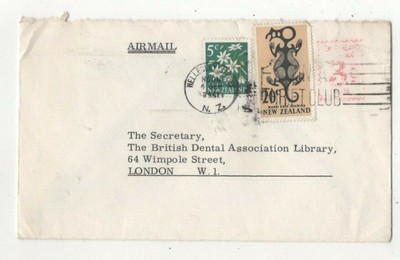 AIRMAIL
5c
NEW ZEALAND
20c
NEW ZEALAND
N. Z.
CLUB
The Secretary,
The British Dental Association Library,
64 Wimpole Street,
LONDON W.1.